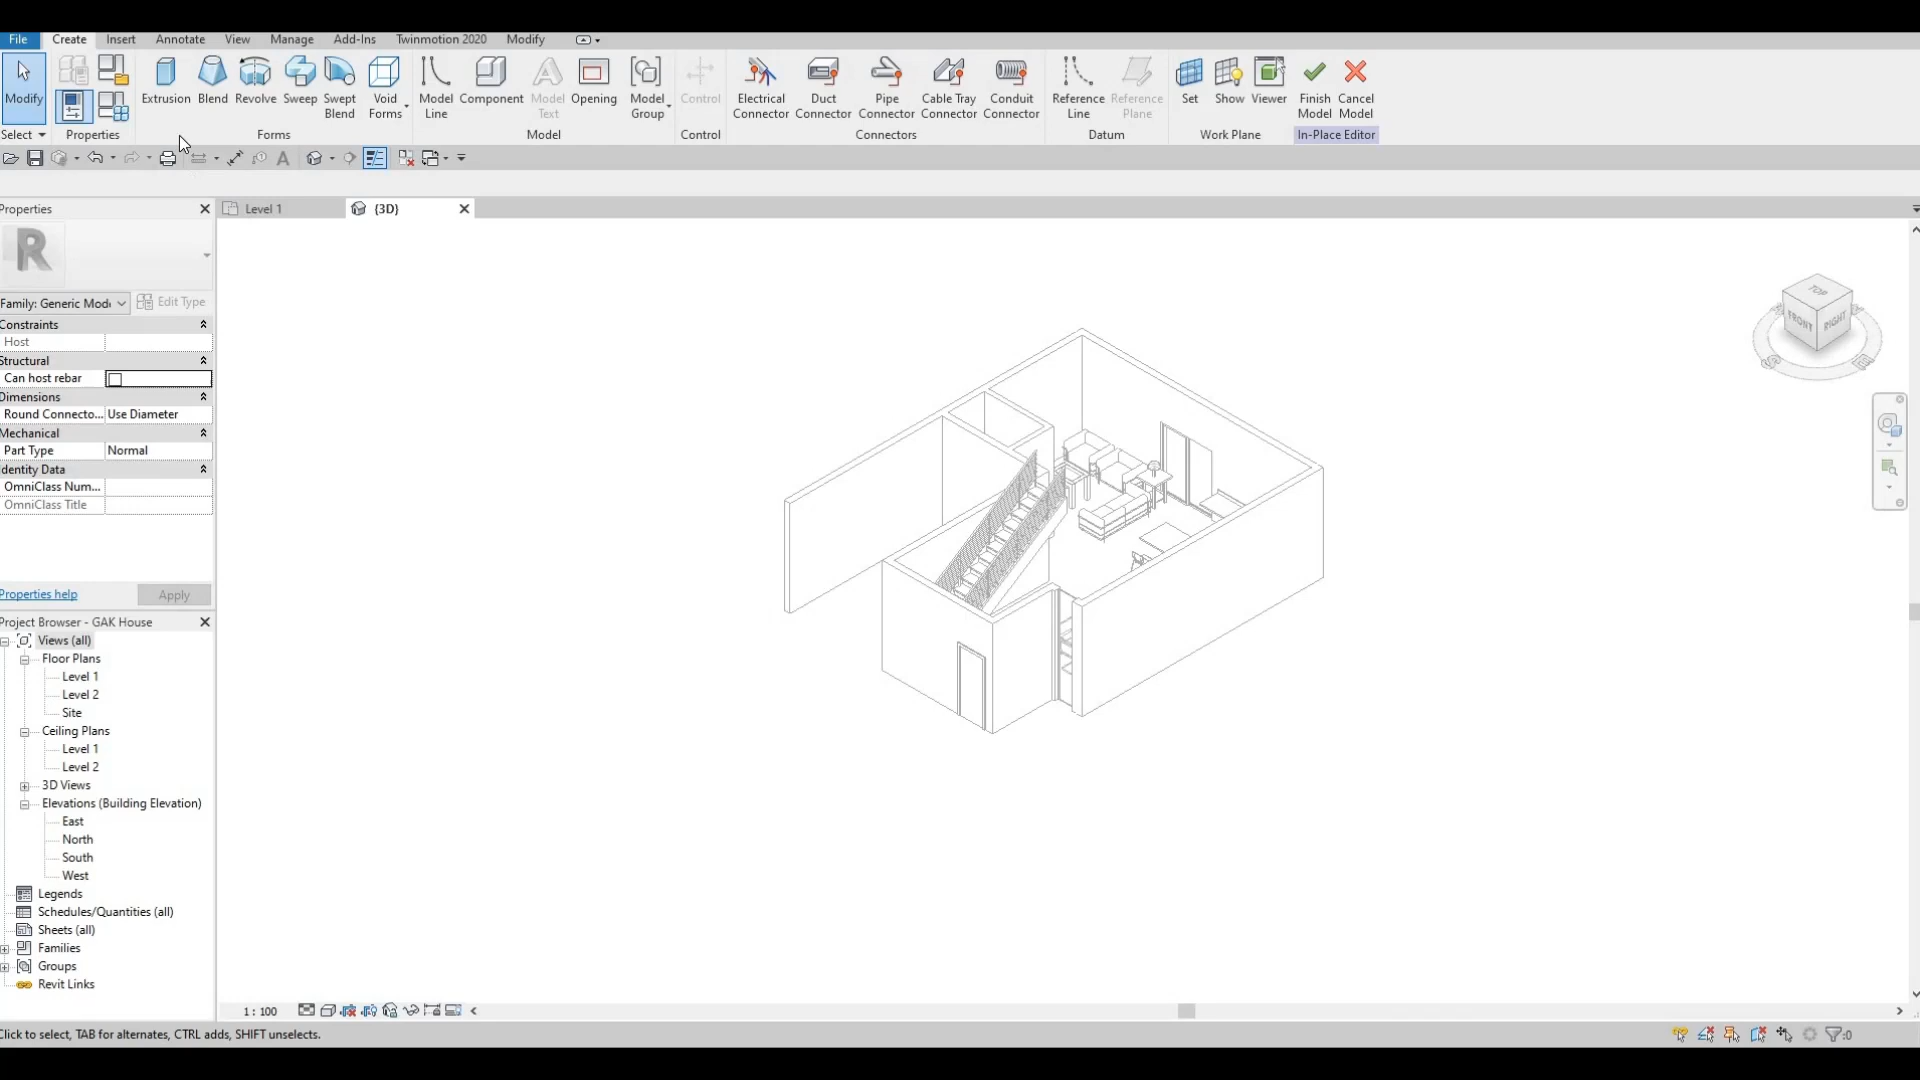 File Create Insert Annotate View Manage Add-Ins Twinmotion 2020 Modify
Modify
Extrusion Blend Revolve Sweep Swept Blend Void Forms
Model Line Component Model Text Opening Model Group
Control
Electrical Connector Duct Connector Pipe Connector Cable Tray Connector Conduit Connector
Reference Line Reference Plane
Set Show Viewer
Finish Model Cancel Model
Select Properties Forms Model Control Connectors Datum Work Plane In-Place Editor
Properties
Level 1
{3D}
R
Family: Generic Mod
Edit Type
Constraints
Host
Structural
Can host rebar
Dimensions
Round Connecto... Use Diameter
Mechanical
Part Type Normal
Identity Data
OmniClass Num...
OmniClass Title
Properties help
Apply
TOP
FRONT
RIGHT
S
E
Project Browser - GAK House
Views (all)
Floor Plans
Level 1
Level 2
Site
Ceiling Plans
Level 1
Level 2
3D Views
Elevations (Building Elevation)
East
North
South
West
Legends
Schedules/Quantities (all)
Sheets (all)
Families
Groups
Revit Links
1 : 100
Click to select, TAB for alternates, CTRL adds, SHIFT unselects.
:0